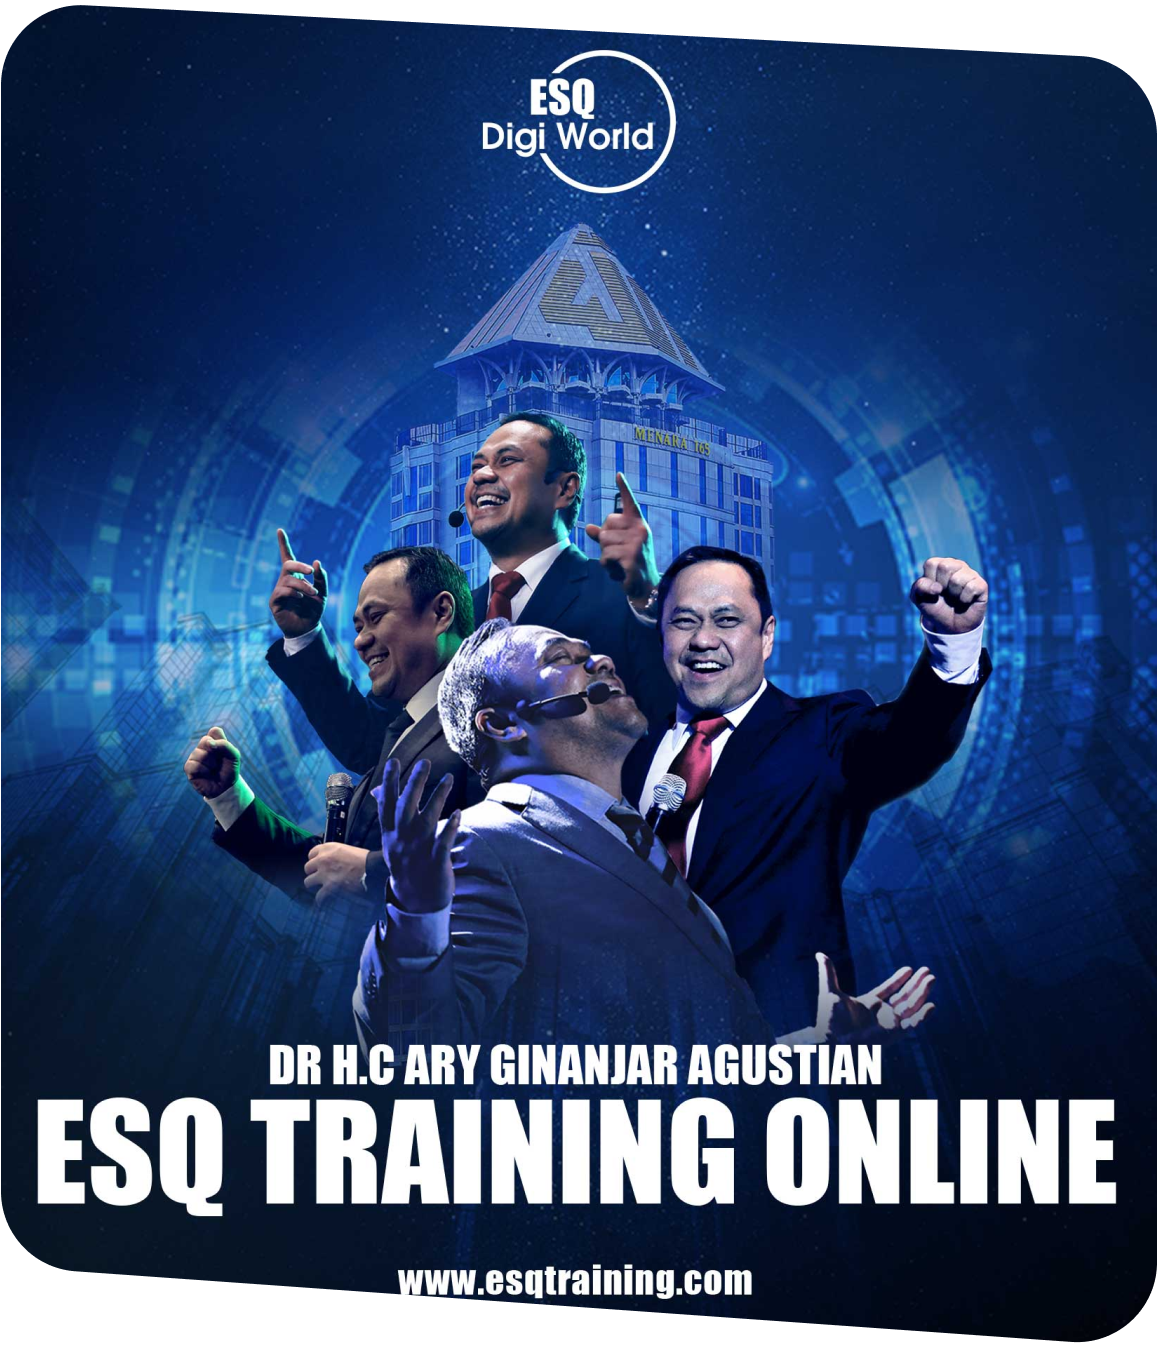 ESQ
Digi World
MENARA 165
DR H.C ARY GINANJAR AGUSTIAN
ESQ TRAINING ONLINE
www.esqtraining.com